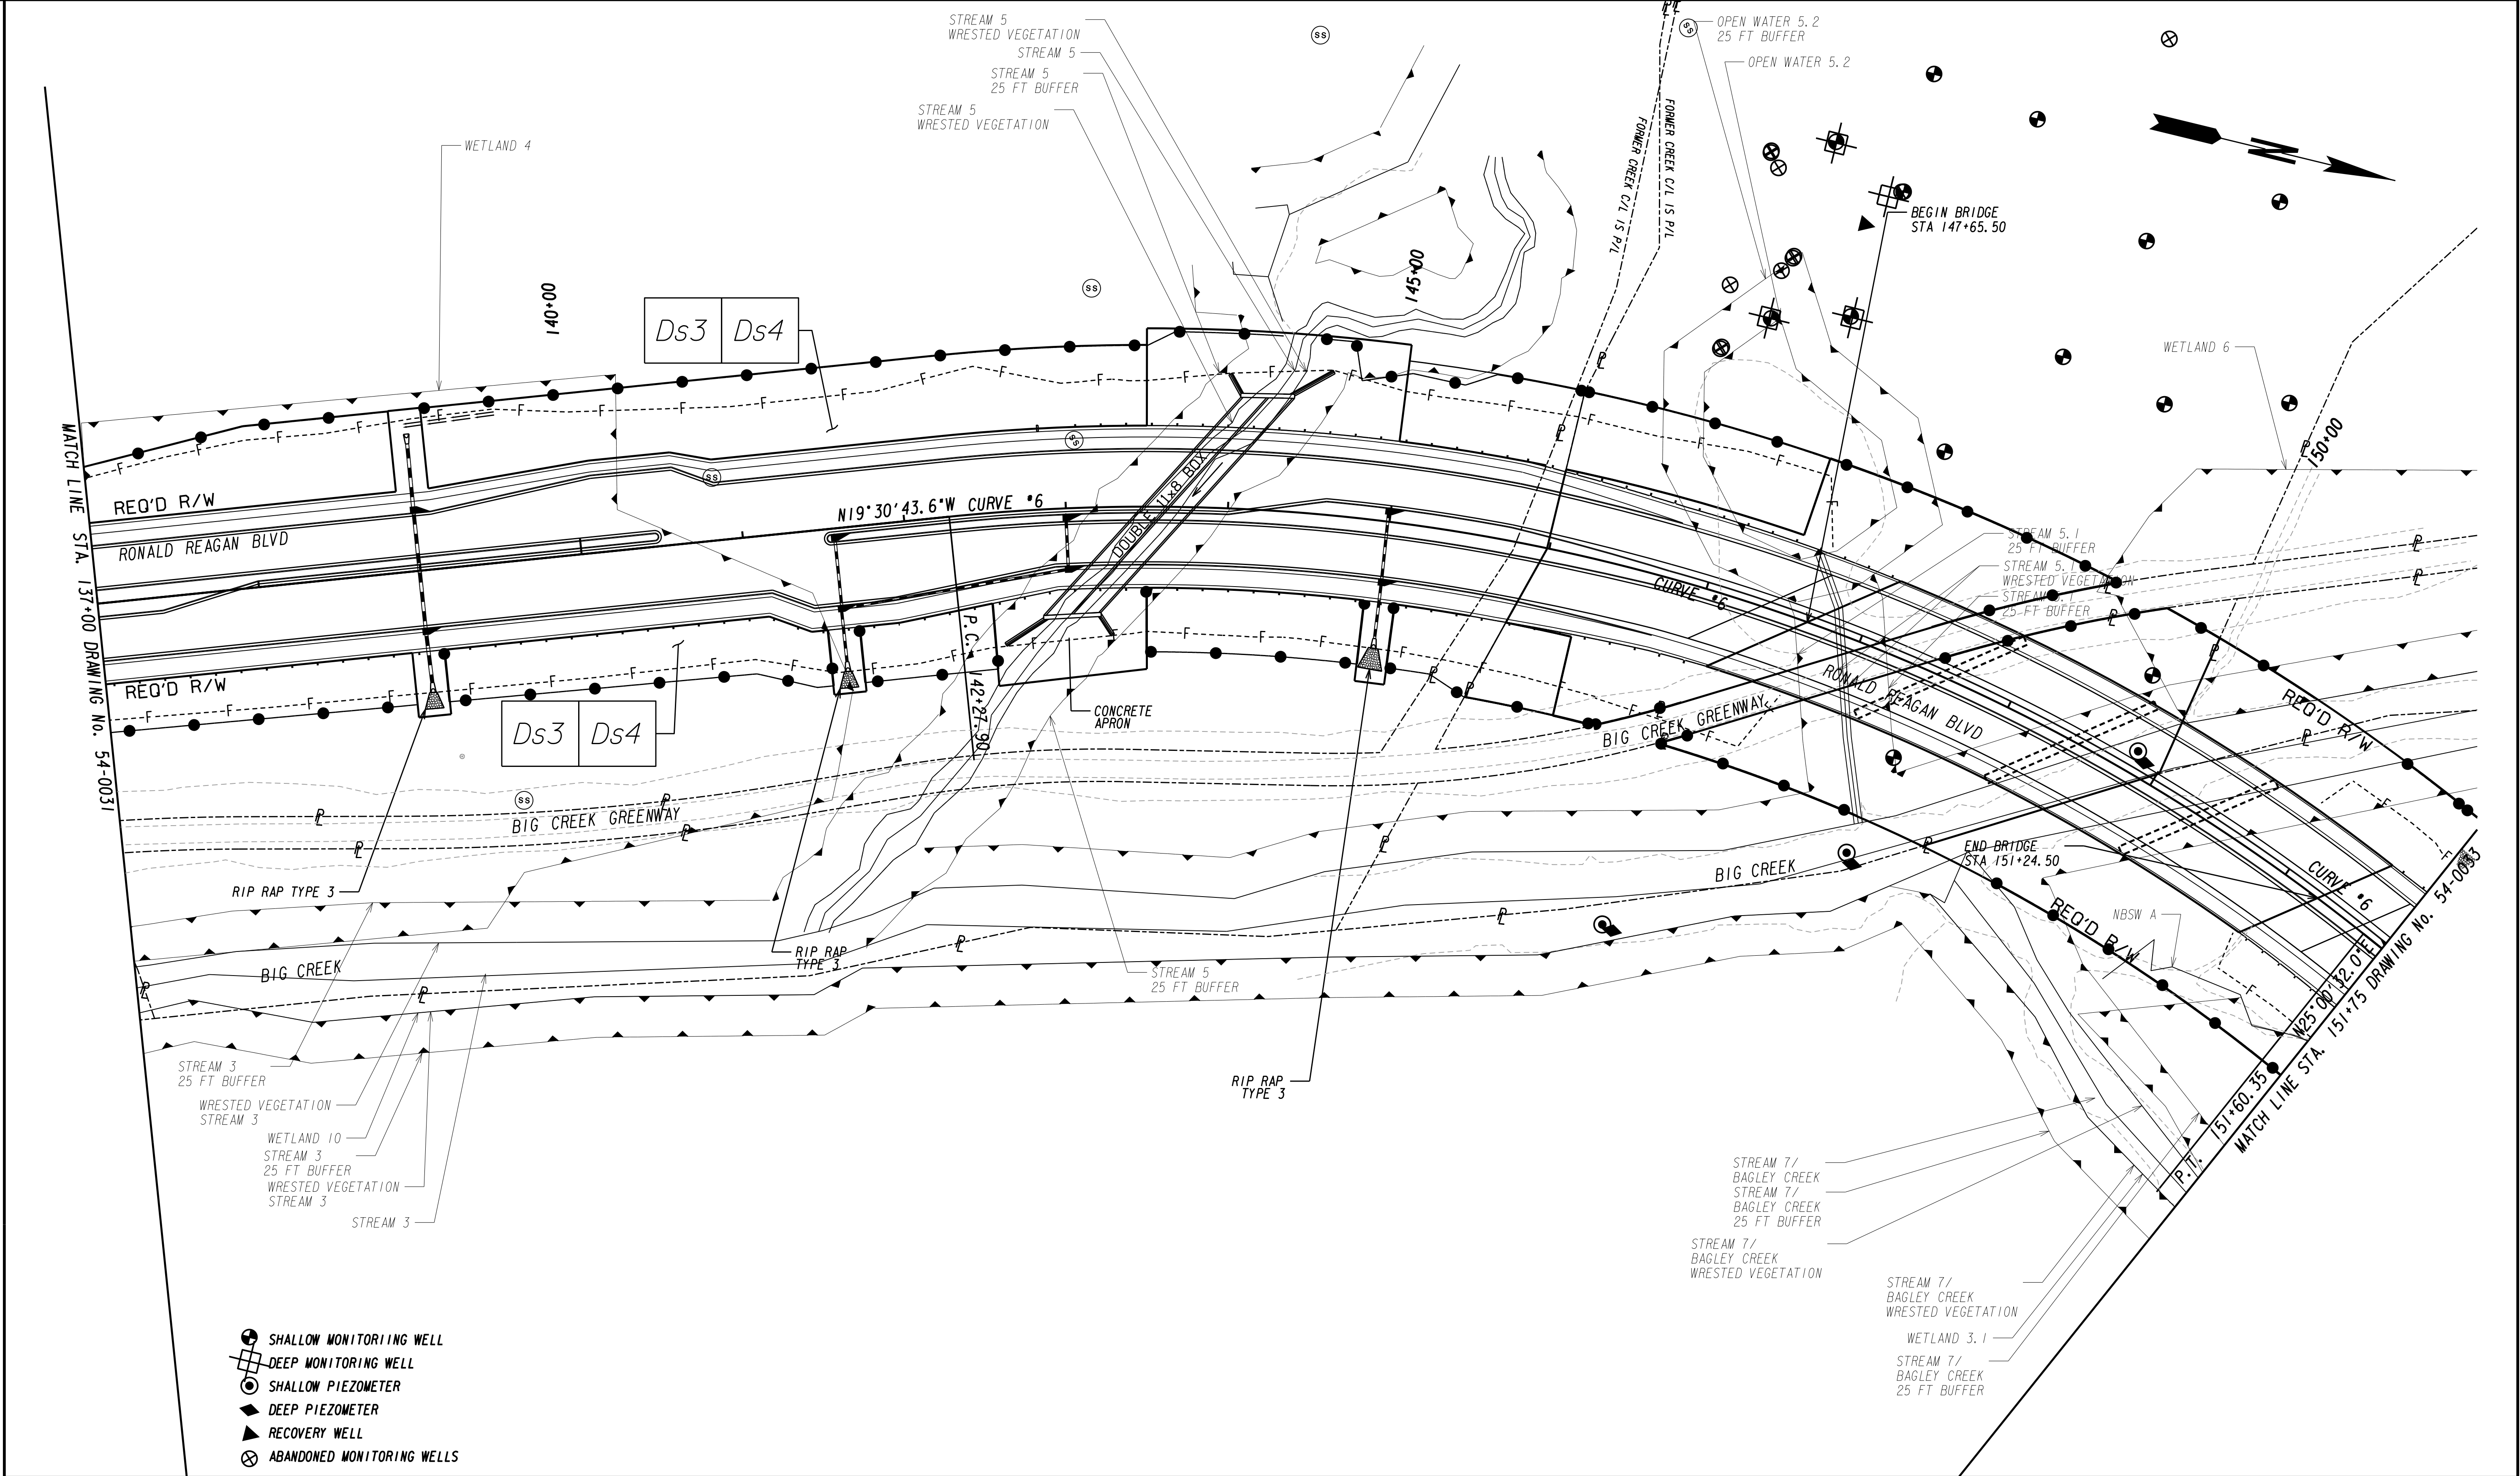 STREAM 5
WRESTED VEGETATION
STREAM 5
STREAM 5
25 FT BUFFER
STREAM 5
WRESTED VEGETATION
WETLAND 4
SS
SS
OPEN WATER 5.2
25 FT BUFFER
OPEN WATER 5.2
FORMER CREEK C/L IS P/L
FORMER CREEK C/L IS P/L
BEGIN BRIDGE
STA 147+65.50
WETLAND 6
140+00
145+00
150+00
Ds3 Ds4
SS
SS
SS
MATCH LINE STA. 137+00 DRAWING No. 54-0031
REQ'D R/W
RONALD REAGAN BLVD
REQ'D R/W
N19°30'43.6"W CURVE #6
DOUBLE 11x8 BOX
P.C. 142+27.90
CONCRETE
APRON
CURVE #6
STREAM 5.1
25 FT BUFFER
STREAM 5.1
WRESTED VEGETATION
25 FT BUFFER
RONALD REAGAN BLVD
BIG CREEK GREENWAY
REQ'D R/W
Ds3 Ds4
SS
BIG CREEK GREENWAY
RIP RAP TYPE 3
RIP RAP
TYPE 3
BIG CREEK
BIG CREEK
STREAM 5
25 FT BUFFER
RIP RAP
TYPE 3
END BRIDGE
STA 151+24.50
CURVE #6
REQ'D R/W
NBSW A
N25°00'32.0"E
P.T. 151+60.35
MATCH LINE STA. 151+75 DRAWING No. 54-0033
STREAM 3
25 FT BUFFER
WRESTED VEGETATION
STREAM 3
WETLAND 10
STREAM 3
25 FT BUFFER
WRESTED VEGETATION
STREAM 3
STREAM 3
STREAM 7/
BAGLEY CREEK
STREAM 7/
BAGLEY CREEK
25 FT BUFFER
STREAM 7/
BAGLEY CREEK
WRESTED VEGETATION
STREAM 7/
BAGLEY CREEK
WRESTED VEGETATION
WETLAND 3.1
STREAM 7/
BAGLEY CREEK
25 FT BUFFER
SHALLOW MONITORIING WELL
DEEP MONITORING WELL
SHALLOW PIEZOMETER
DEEP PIEZOMETER
RECOVERY WELL
ABANDONED MONITORING WELLS